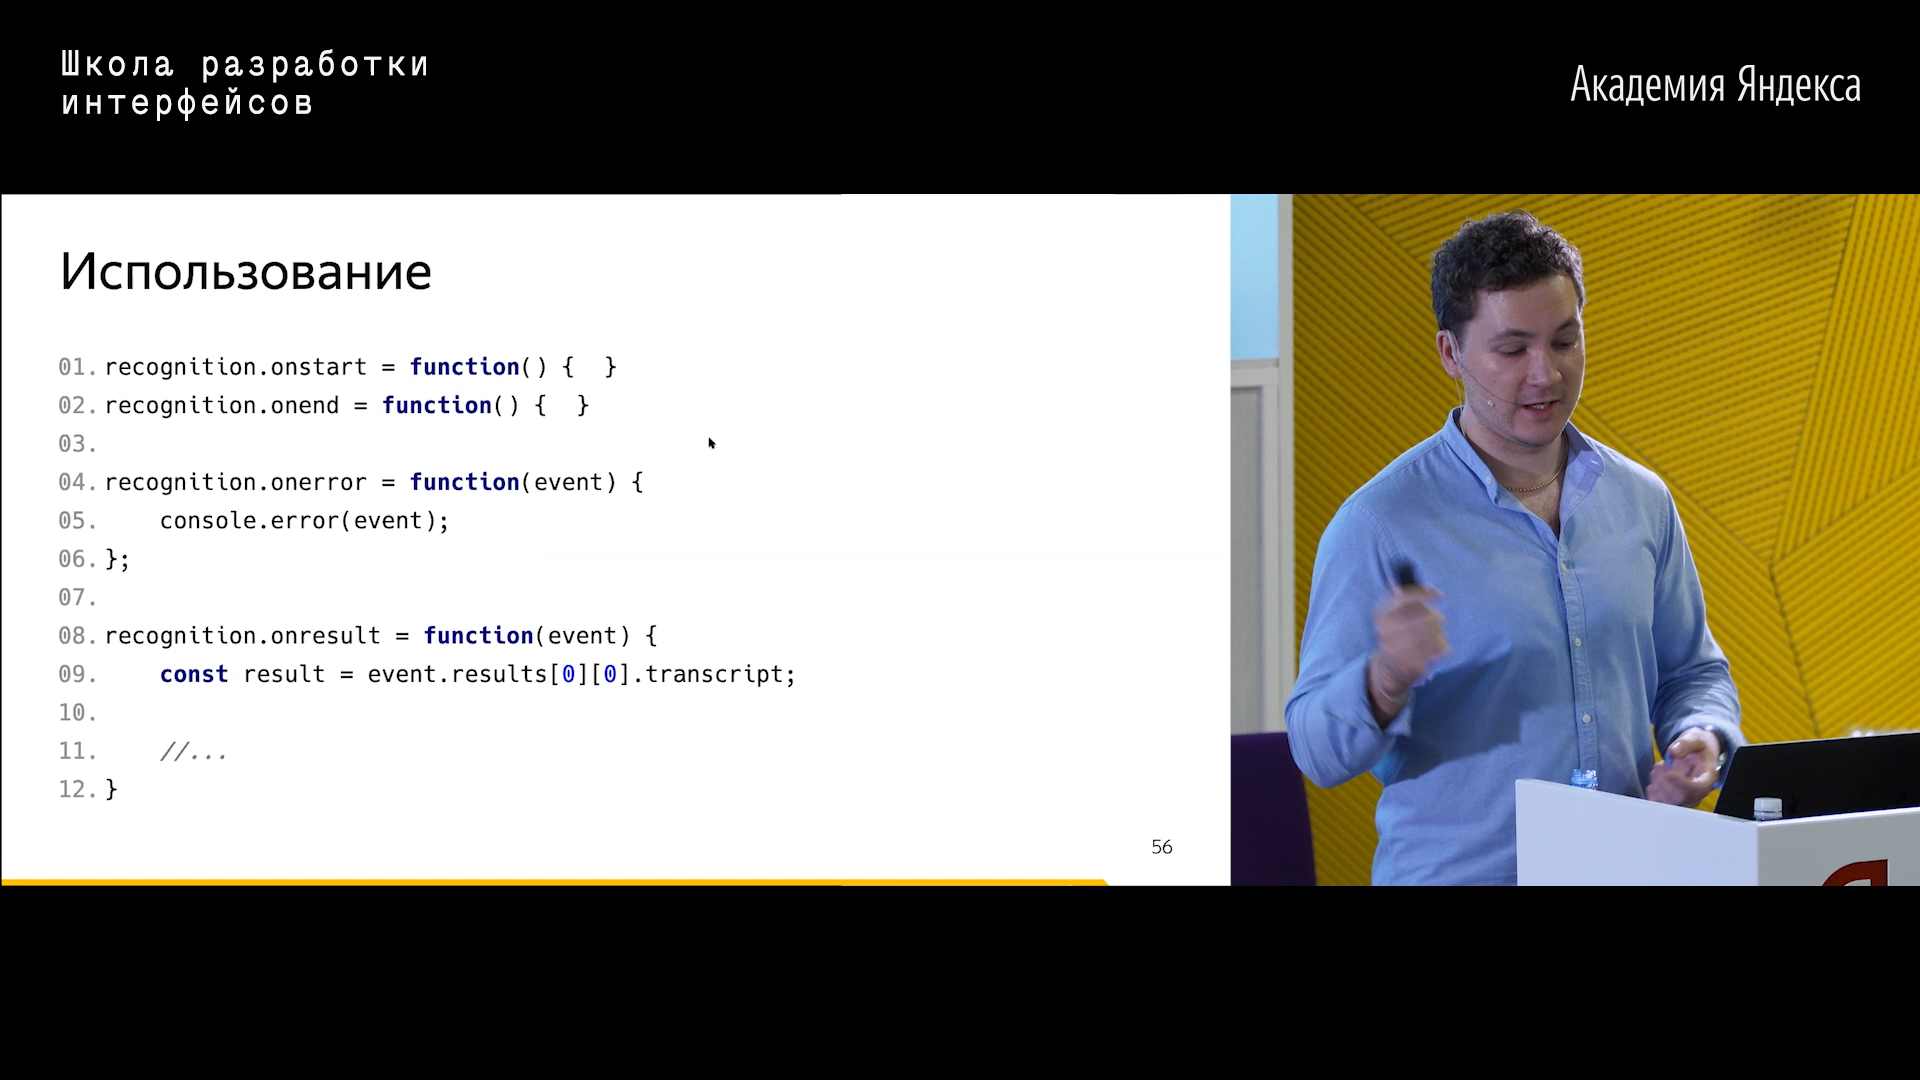 Школа разработки
интерфейсов
Академия Яндекса
Использование
01. recognition.onstart = function() {  }
02. recognition.onend = function() {  }
03.
04. recognition.onerror = function(event) {
05.     console.error(event);
06. };
07.
08. recognition.onresult = function(event) {
09.     const result = event.results[0][0].transcript;
10.
11.     //...
12. }
56